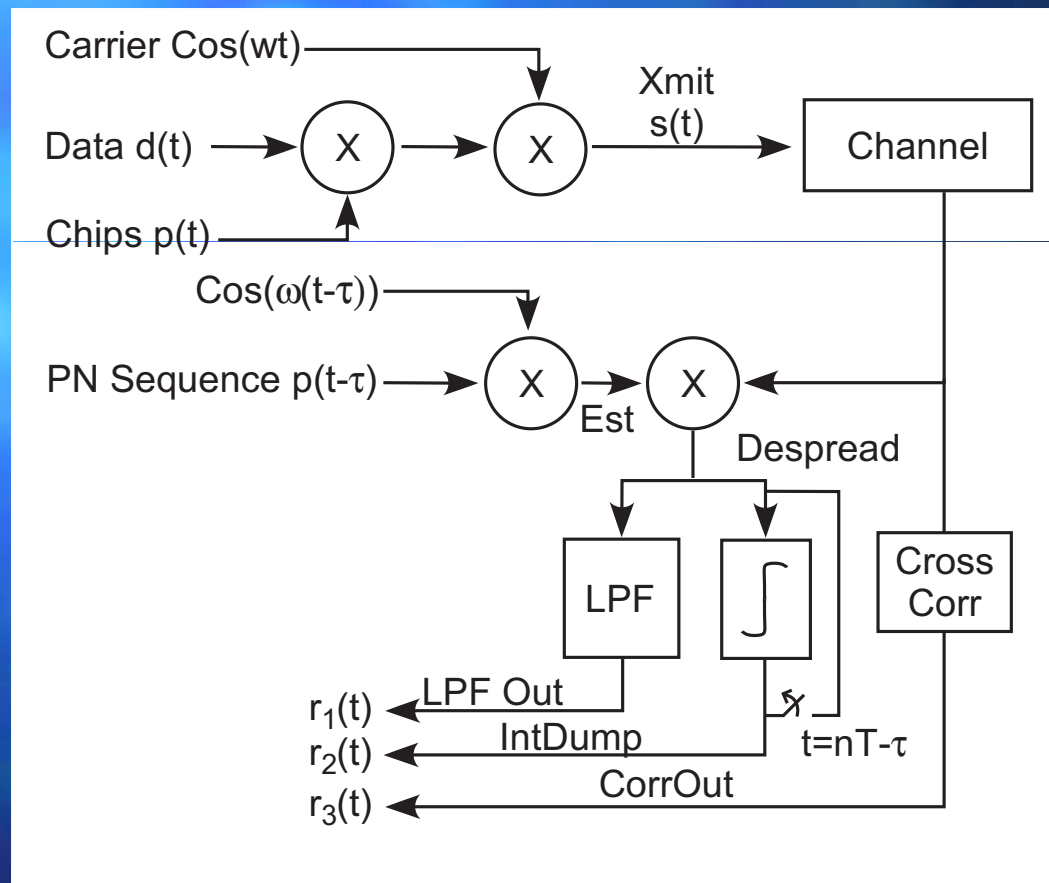 Carrier Cos(wt)
Xmit
s(t)
Data d(t)
X
X
Channel
Chips p(t)
Cos(ω(t-τ))
PN Sequence p(t-τ)
X
X
Est
Despread
LPF
∫
Cross
Corr
LPF Out
r₁(t)
IntDump
t=nT-τ
r₂(t)
CorrOut
r₃(t)